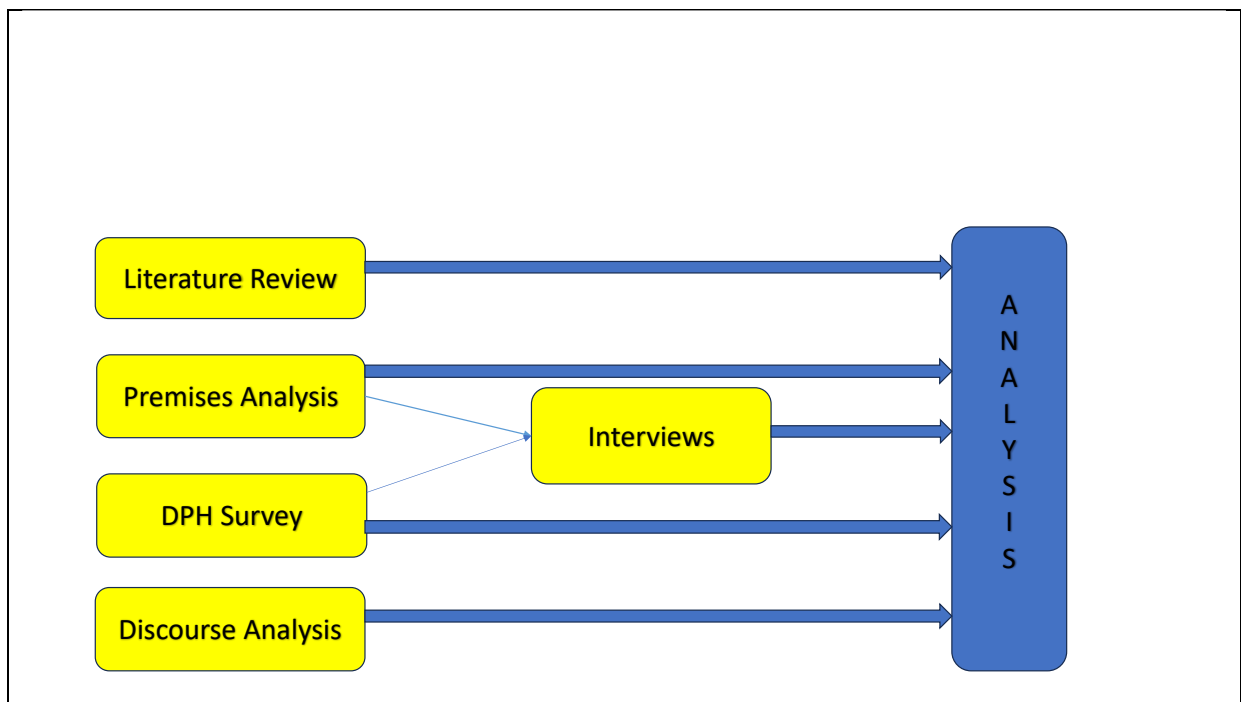 Literature Review
Premises Analysis
Interviews
DPH Survey
Discourse Analysis
A
N
A
L
Y
S
I
S